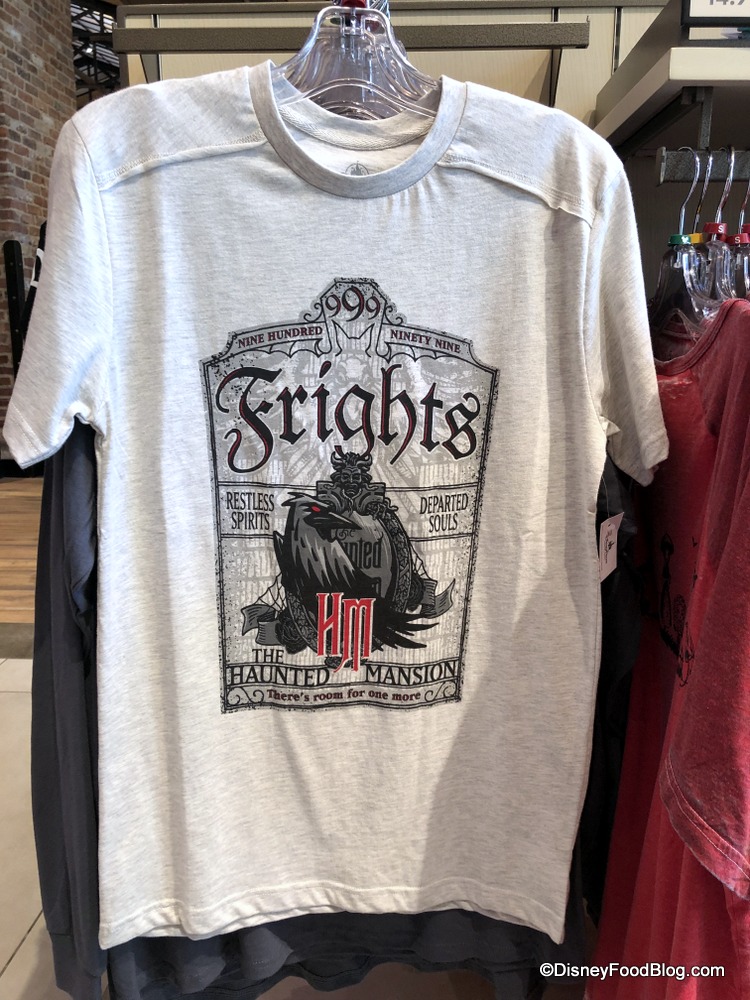 999
NINE HUNDRED NINETY NINE
Frights
RESTLESS SPIRITS
DEPARTED SOULS
HM
THE
HAUNTED MANSION
There's room for one more
S
S
©DisneyFoodBlog.com